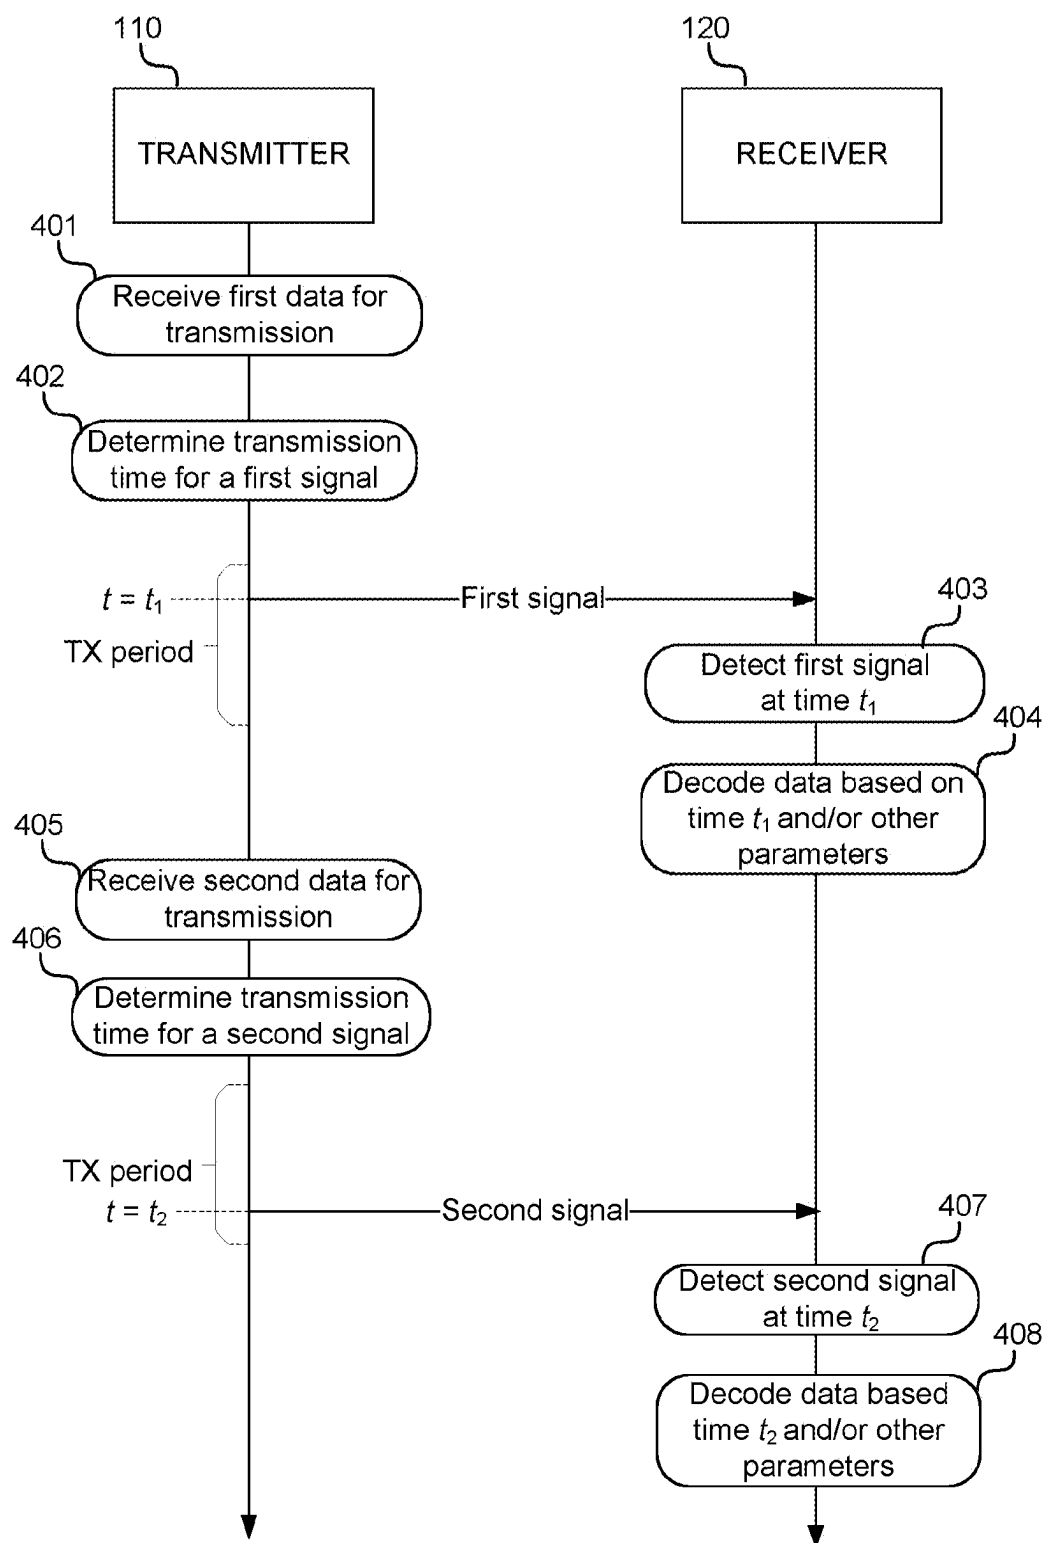 110
120
TRANSMITTER
RECEIVER
401
Receive first data for
transmission
402
Determine transmission
time for a first signal
t = t1
First signal
TX period
403
Detect first signal
at time t1
404
Decode data based on
time t1 and/or other
parameters
405
Receive second data for
transmission
406
Determine transmission
time for a second signal
TX period
t = t2
Second signal
407
Detect second signal
at time t2
408
Decode data based
time t2 and/or other
parameters